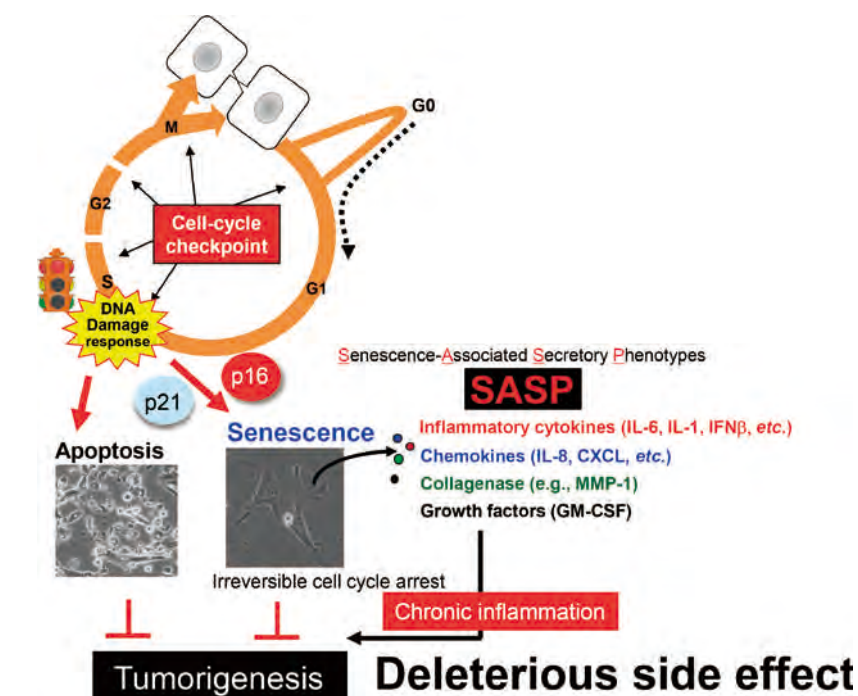 G0
M
G2
Cell-cycle
checkpoint
S
G1
DNA
Damage
response
p16
p21
Senescence-Associated Secretory Phenotypes
SASP
Apoptosis
Senescence
Inflammatory cytokines (IL-6, IL-1, IFNβ, etc.)
Chemokines (IL-8, CXCL, etc.)
Collagenase (e.g., MMP-1)
Growth factors (GM-CSF)
Irreversible cell cycle arrest
Chronic inflammation
Tumorigenesis
Deleterious side effect